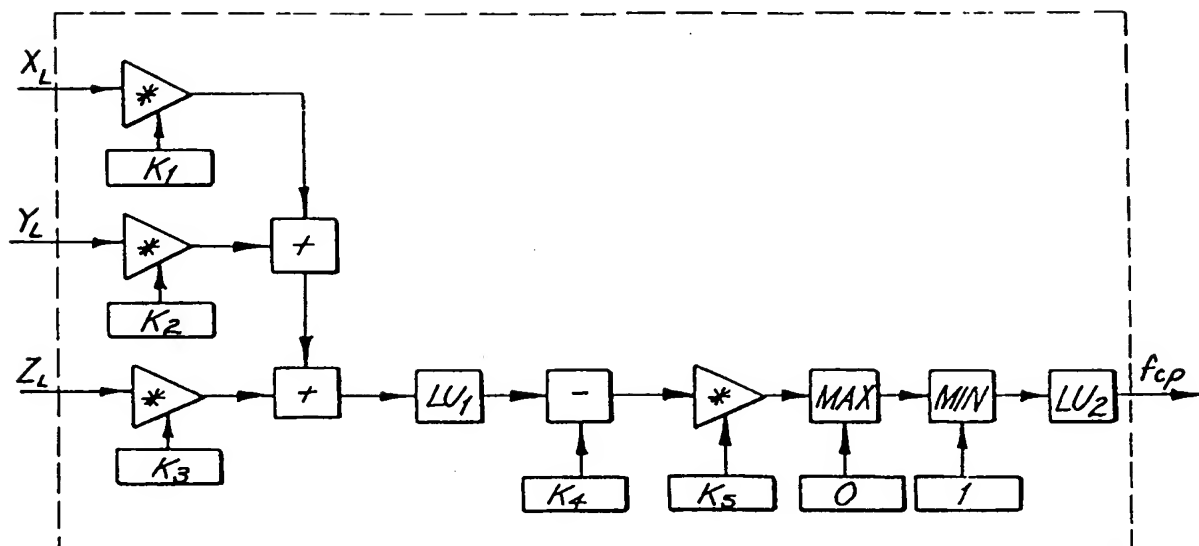 X_L
*
K_1
Y_L
*
+
K_2
Z_L
*
+
LU_1
-
*
MAX
MIN
LU_2
f_cp
K_3
K_4
K_5
0
1